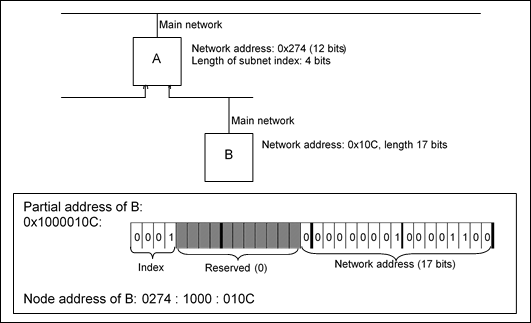 Main network
Network address: 0x274 (12 bits)
A
Length of subnet index: 4 bits
Main network
B
Network address: 0x10C, length 17 bits
Partial address of B:
0x1000010C:
0 0 0 1 0 0 0 0 0 0 0 0 1 0 0 0 0 1 1 0 0
Index
Reserved (0)
Network address (17 bits)
Node address of B: 0274 : 1000 : 010C